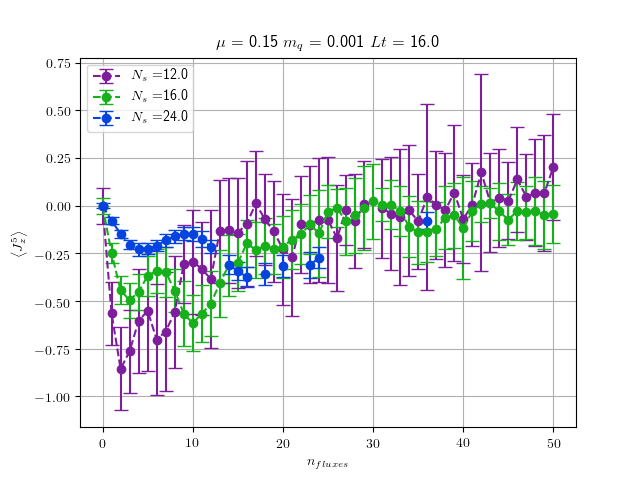 μ = 0.15 m_q = 0.001 Lt = 16.0
N_s =12.0
N_s =16.0
N_s =24.0
0.75
0.50
0.25
0.00
−0.25
−0.50
−0.75
−1.00
⟨J_z^5⟩
0 10 20 30 40 50
n_fluxes